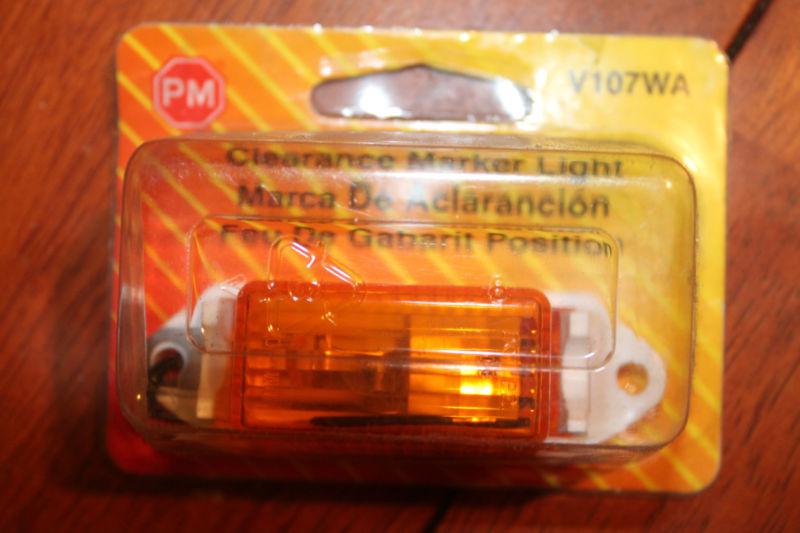 PM
V107WA
Clearance Marker Light
Marca De Aclaranción
Feu De Gabarit Position